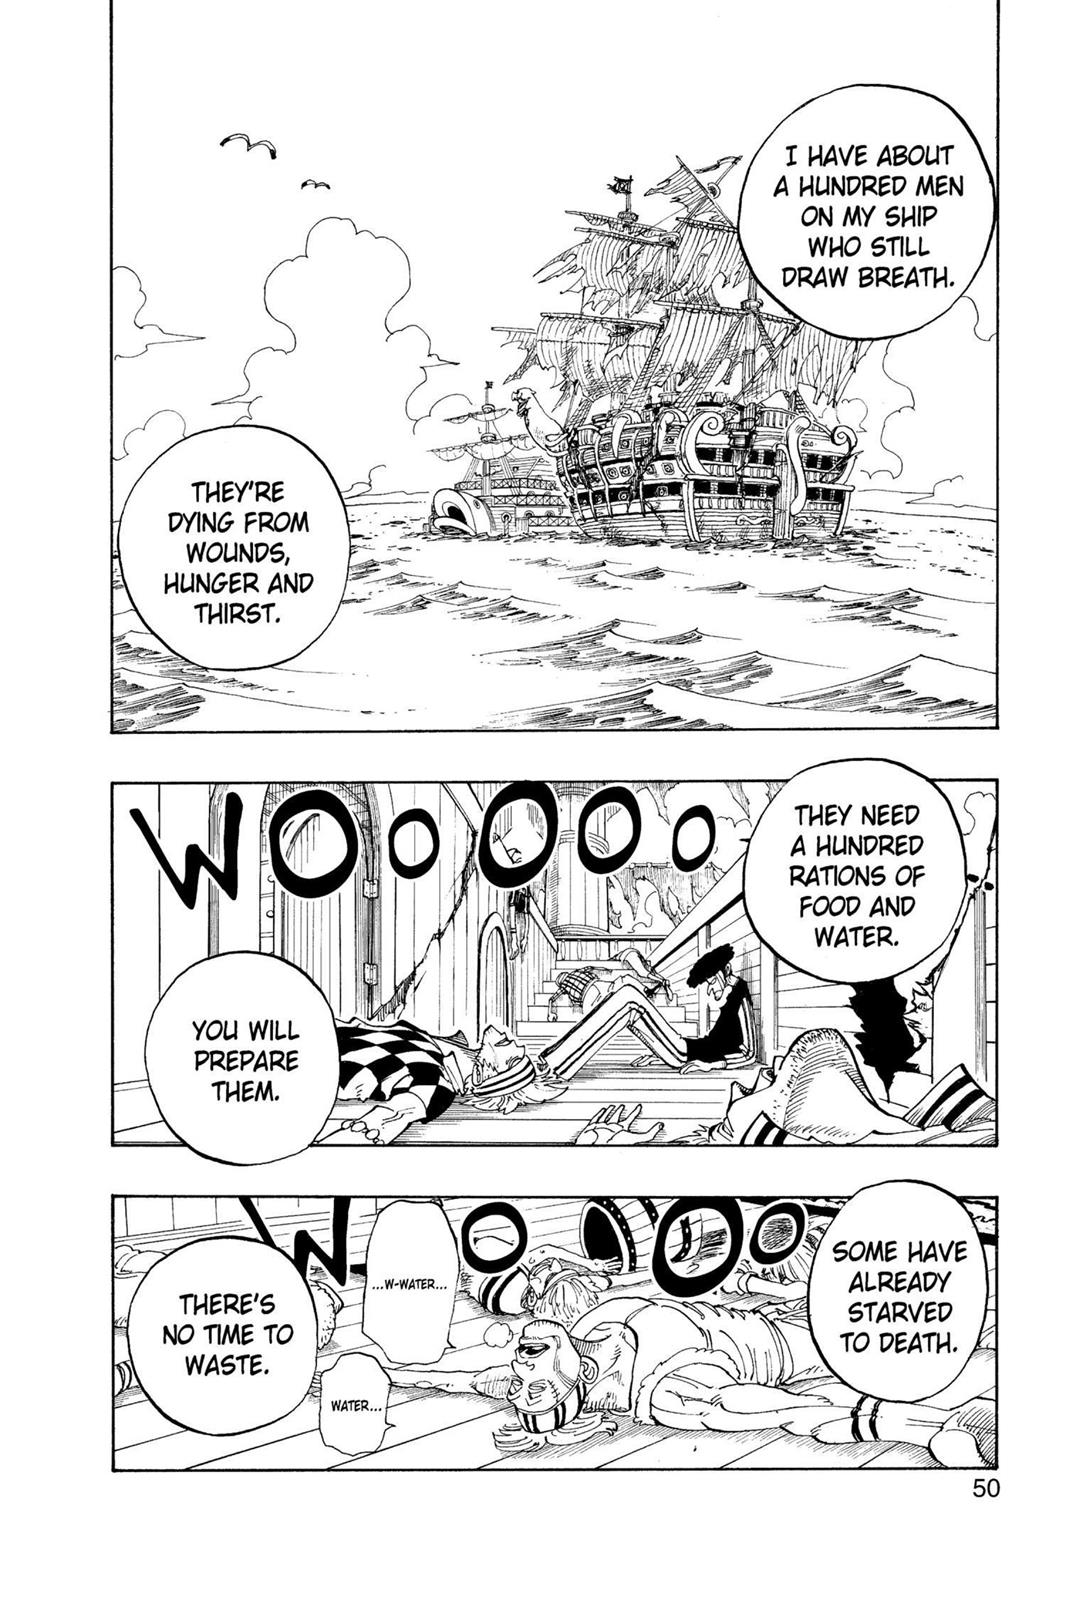 I HAVE ABOUT
A HUNDRED MEN
ON MY SHIP
WHO STILL
DRAW BREATH.
THEY'RE
DYING FROM
WOUNDS,
HUNGER AND
THIRST.
WOOOOO
THEY NEED
A HUNDRED
RATIONS OF
FOOD AND
WATER.
YOU WILL
PREPARE
THEM.
WOOO
SOME HAVE
ALREADY
STARVED
TO DEATH.
...W-WATER...
WATER...
THERE'S
NO TIME TO
WASTE.
50